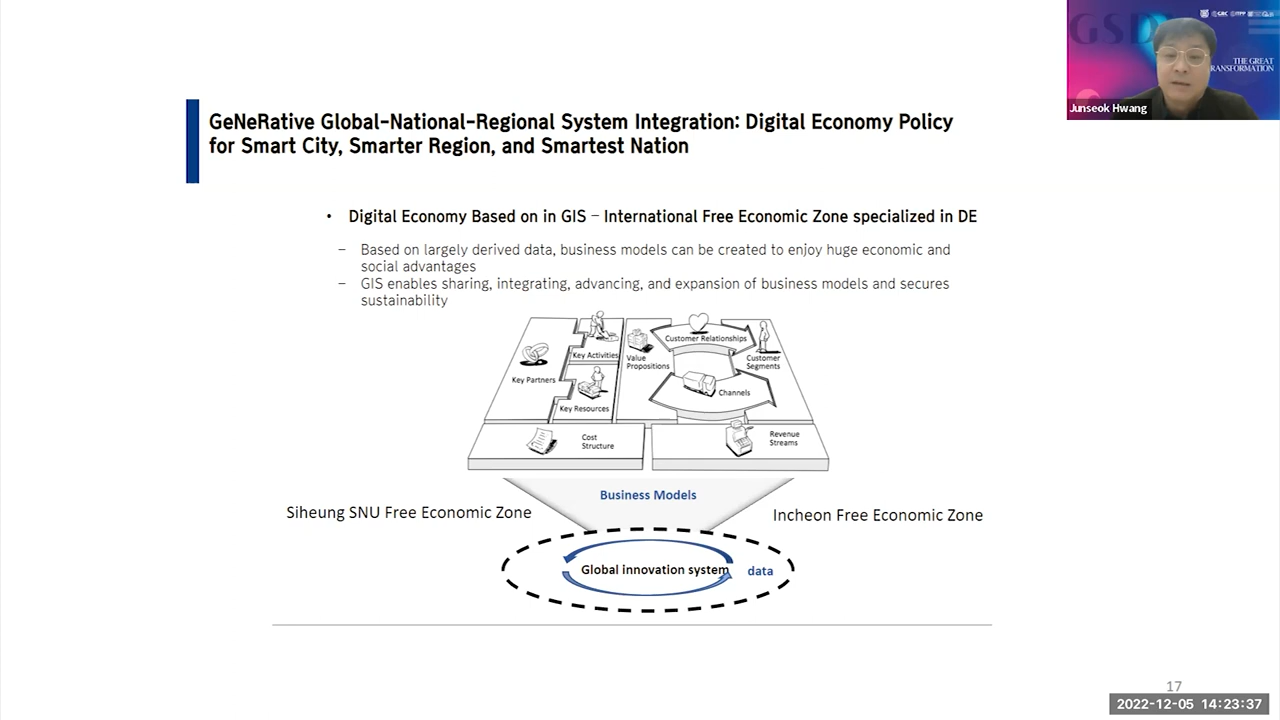 GSD
THE GREAT
TRANSFORMATION
Junseok Hwang
GeNeRative Global-National-Regional System Integration: Digital Economy Policy
for Smart City, Smarter Region, and Smartest Nation
• Digital Economy Based on in GIS – International Free Economic Zone specialized in DE
– Based on largely derived data, business models can be created to enjoy huge economic and
social advantages
– GIS enables sharing, integrating, advancing, and expansion of business models and secures
sustainability
Key Partners
Key Activities
Key Resources
Value
Propositions
Customer Relationships
Channels
Customer
Segments
Cost
Structure
Revenue
Streams
Business Models
Siheung SNU Free Economic Zone
Incheon Free Economic Zone
Global innovation system
data
17
2022-12-05 14:23:37